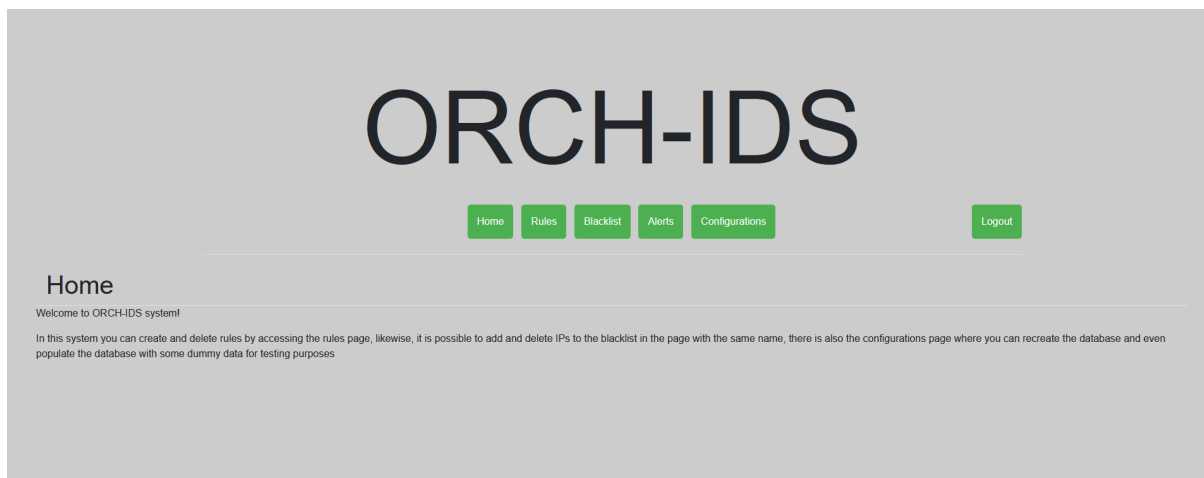 ORCH-IDS
Home Rules Blacklist Alerts Configurations Logout
Home
Welcome to ORCH-IDS system!
In this system you can create and delete rules by accessing the rules page, likewise, it is possible to add and delete IPs to the blacklist in the page with the same name, there is also the configurations page where you can recreate the database and even
populate the database with some dummy data for testing purposes